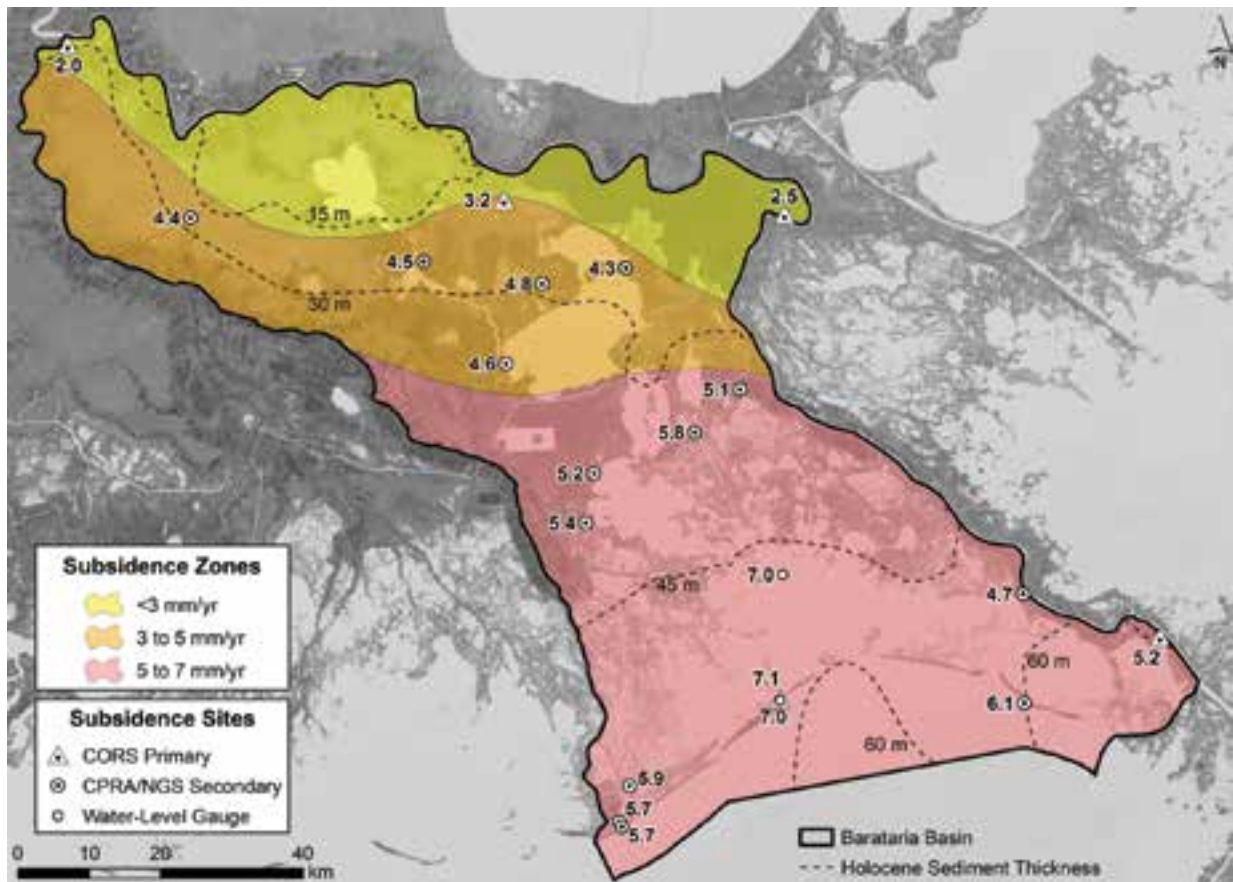 N
2.6
2.5
3.2
4.4
15 m
4.5
4.3
4.8
30 m
4.6
5.1
5.8
5.2
5.4
7.0
45 m
4.7
60 m
5.2
7.1
7.0
6.1
60 m
5.9
5.7
5.7
Subsidence Zones
<3 mm/yr
3 to 5 mm/yr
5 to 7 mm/yr
Subsidence Sites
CORS Primary
CPRA/NGS Secondary
Water-Level Gauge
0 10 20 40
km
Barataria Basin
Holocene Sediment Thickness